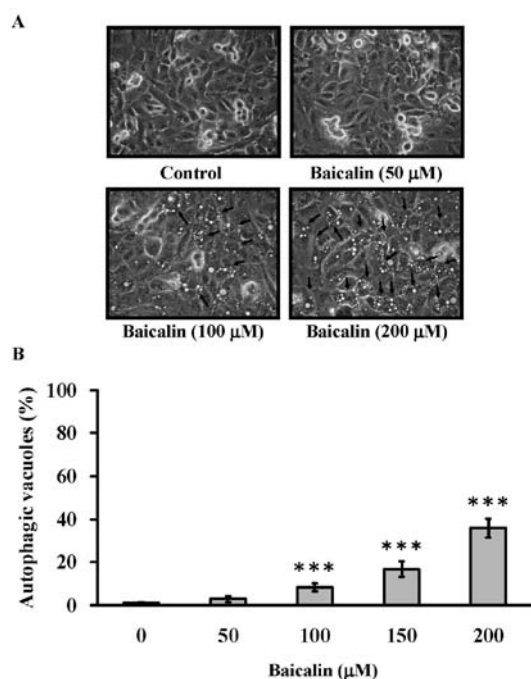 A
Control
Baicalin (50 μM)
Baicalin (100 μM)
Baicalin (200 μM)
B
Autophagic vacuoles (%)
100
80
60
40
20
0
***
***
***
0
50
100
150
200
Baicalin (μM)